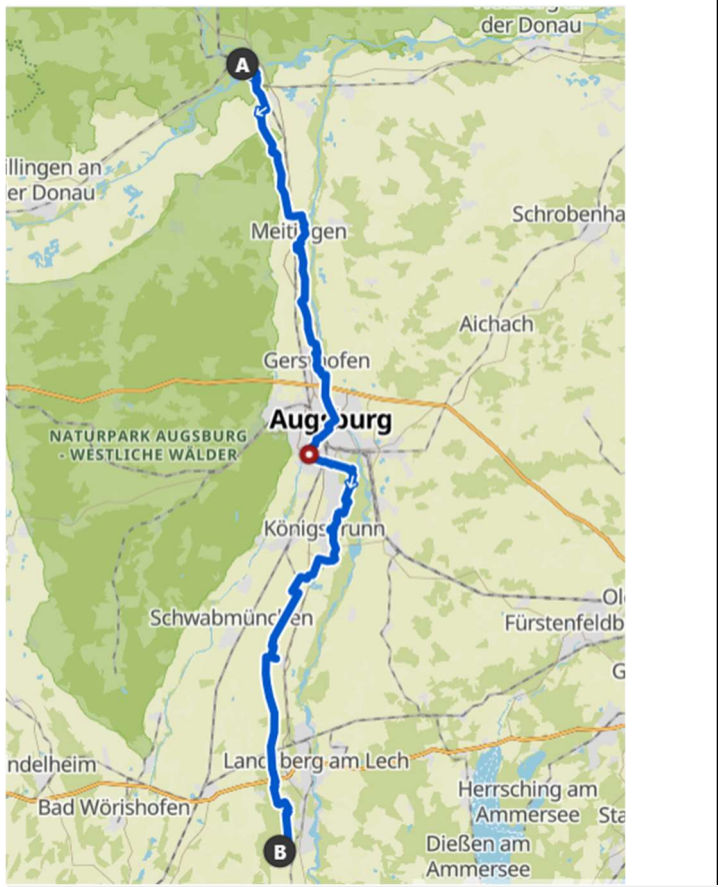 der Donau
A
illingen an
er Donau
Schrobenha
Meitingen
Aichach
Gersthofen
Augsburg
NATURPARK AUGSBURG
- WESTLICHE WÄLDER
Königsbrunn
Ol
Fürstenfeldb
Schwabmünchen
G
Landsberg am Lech
ndelheim
Herrsching am
Ammersee
Sta
Bad Wörishofen
Dießen am
Ammersee
B